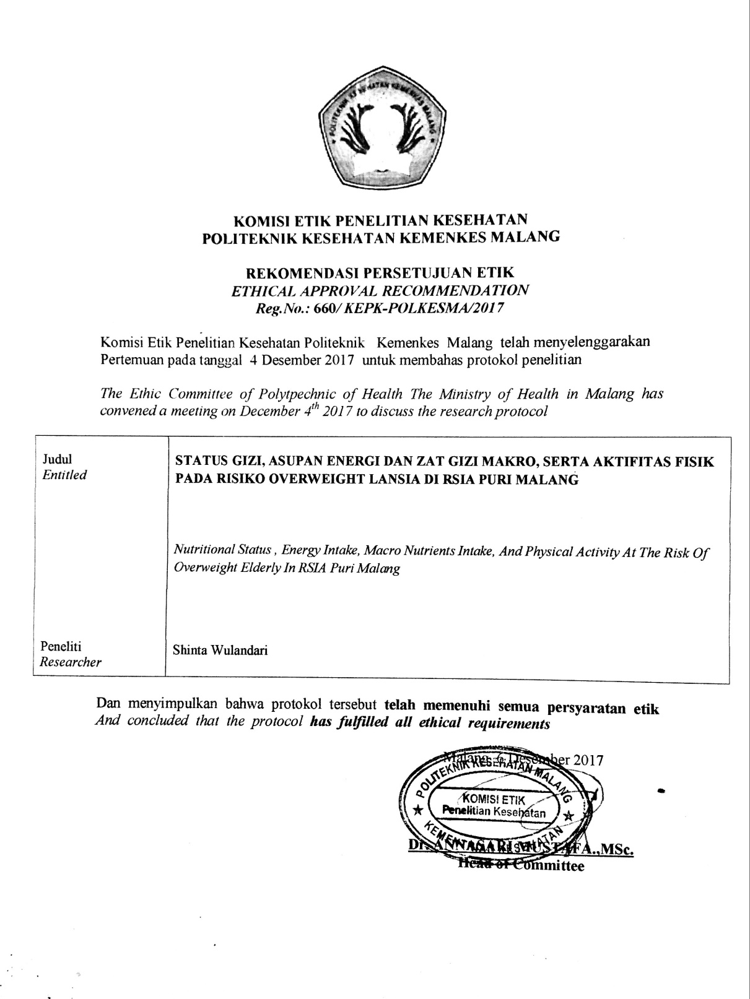 POLITEKNIK KESEHATAN KEMENKES MALANG
KOMISI ETIK PENELITIAN KESEHATAN
POLITEKNIK KESEHATAN KEMENKES MALANG
REKOMENDASI PERSETUJUAN ETIK
ETHICAL APPROVAL RECOMMENDATION
Reg.No.: 660/ KEPK-POLKESMA/2017
Komisi Etik Penelitian Kesehatan Politeknik Kemenkes Malang telah menyelenggarakan
Pertemuan pada tanggal 4 Desember 2017 untuk membahas protokol penelitian
The Ethic Committee of Polytpechnic of Health The Ministry of Health in Malang has
convened a meeting on December 4th 2017 to discuss the research protocol
Judul
Entitled
STATUS GIZI, ASUPAN ENERGI DAN ZAT GIZI MAKRO, SERTA AKTIFITAS FISIK
PADA RISIKO OVERWEIGHT LANSIA DI RSIA PURI MALANG
Nutritional Status , Energy Intake, Macro Nutrients Intake, And Physical Activity At The Risk Of
Overweight Elderly In RSIA Puri Malang
Peneliti
Researcher
Shinta Wulandari
Dan menyimpulkan bahwa protokol tersebut telah memenuhi semua persyaratan etik
And concluded that the protocol has fulfilled all ethical requirements
Malang, 6 Desember 2017
POLITEKNIK KESEHATAN MALANG
KOMISI ETIK
Penelitian Kesehatan
KEMENTERIAN KESEHATAN
Dr. ANNASARI MUSTAFA.,MSc.
Head of Committee